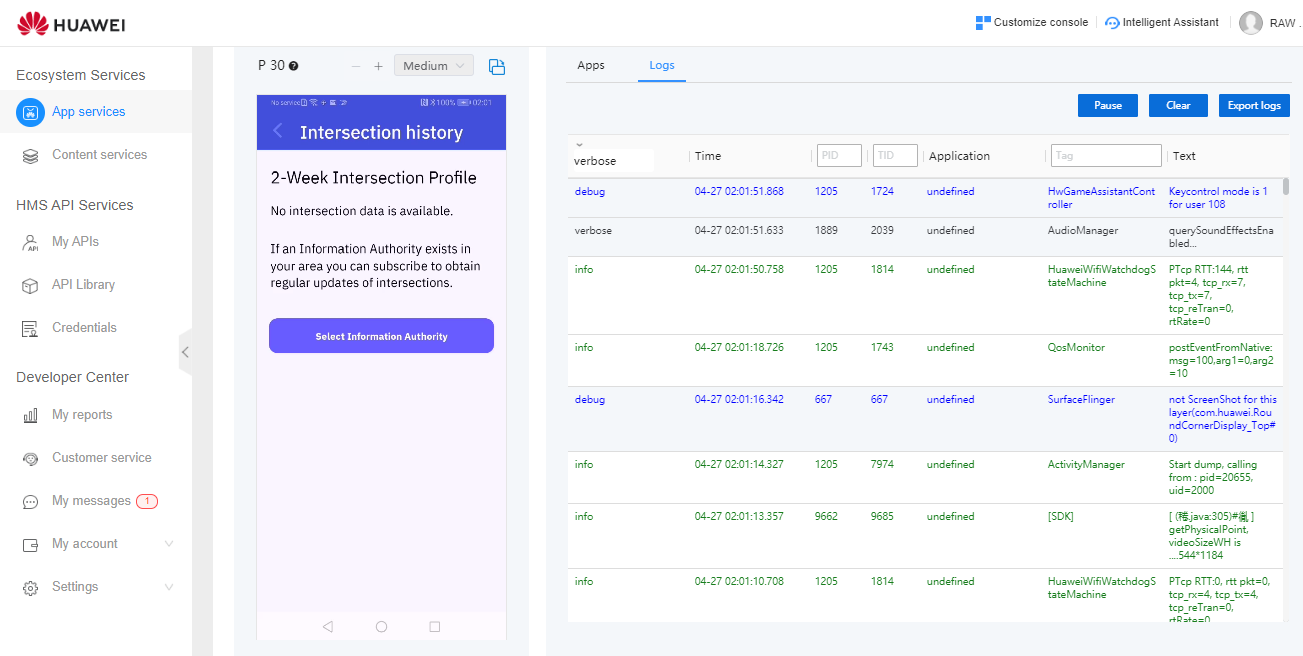 HUAWEI
Customize console
Intelligent Assistant
RAW .
Ecosystem Services
App services
Content services
HMS API Services
My APIs
API Library
Credentials
Developer Center
My reports
Customer service
My messages 1
My account
Settings
P 30
Medium
No service
100%
02:01
Intersection history
2-Week Intersection Profile
No intersection data is available.
If an Information Authority exists in
your area you can subscribe to obtain
regular updates of intersections.
Select Information Authority
Apps
Logs
Pause
Clear
Export logs
verbose
Time
PID
TID
Application
Tag
Text
debug 04-27 02:01:51.868 1205 1724 undefined HwGameAssistantCont Keycontrol mode is 1
roller for user 108
verbose 04-27 02:01:51.633 1889 2039 undefined AudioManager querySoundEffectsEna
bled...
info 04-27 02:01:50.758 1205 1814 undefined HuaweiWifiWatchdogS PTcp RTT:144, rtt
tateMachine pkt=4, tcp_rx=7,
tcp_tx=7,
tcp_reTran=0,
rtRate=0
info 04-27 02:01:18.726 1205 1743 undefined QosMonitor postEventFromNative:
msg=100,arg1=0,arg2
=10
debug 04-27 02:01:16.342 667 667 undefined SurfaceFlinger not ScreenShot for this
layer(com.huawei.Rou
ndCornerDisplay_Top#
0)
info 04-27 02:01:14.327 1205 7974 undefined ActivityManager Start dump, calling
from : pid=20655,
uid=2000
info 04-27 02:01:13.357 9662 9685 undefined [SDK] [ (.java:305)# ]
getPhysicalPoint,
videoSizeWH is
....544*1184
info 04-27 02:01:10.708 1205 1814 undefined HuaweiWifiWatchdogS PTcp RTT:0, rtt pkt=0,
tateMachine tcp_rx=4, tcp_tx=4,
tcp_reTran=0,
rtRate=0